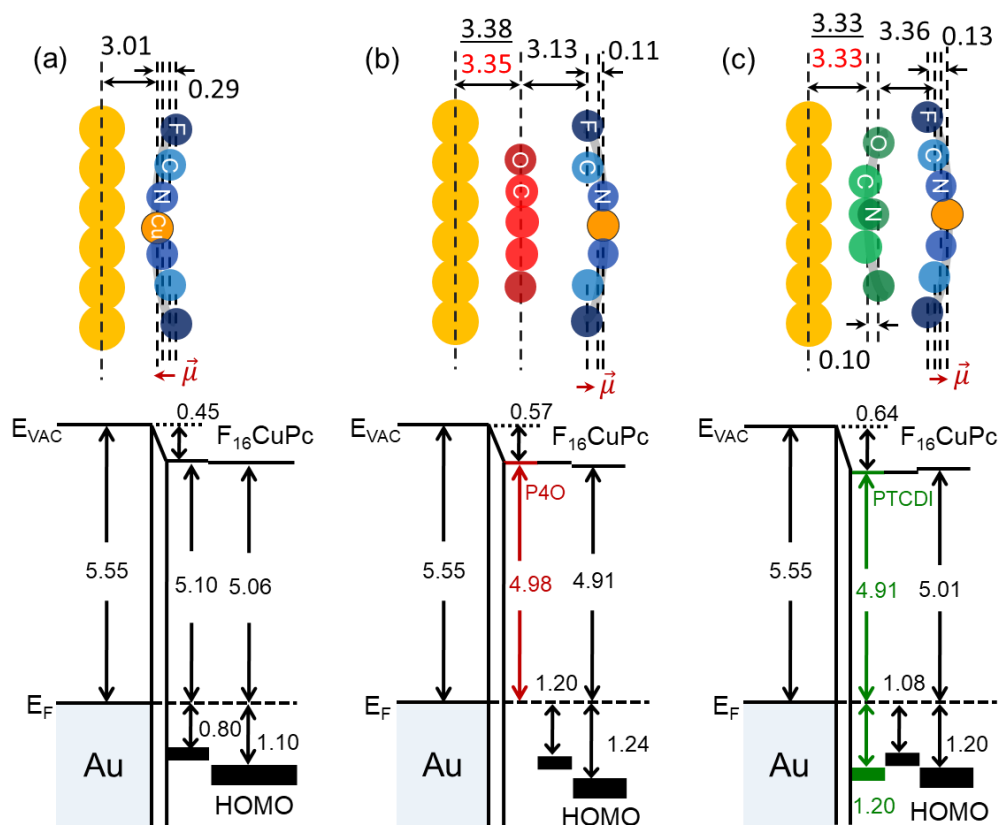 (a)
3.01
0.29
F
C
N
Cu
μ⃗
E_VAC
0.45
F₁₆CuPc
5.55
5.10
5.06
E_F
0.80
1.10
Au
HOMO
(b)
3.38
3.35
3.13
0.11
O
C
F
C
N
μ⃗
E_VAC
0.57
F₁₆CuPc
P4O
5.55
4.98
4.91
E_F
1.20
1.24
Au
HOMO
(c)
3.33
3.33
3.36
0.13
O
C
N
F
C
N
0.10
μ⃗
E_VAC
0.64
F₁₆CuPc
PTCDI
5.55
4.91
5.01
E_F
1.08
1.20
Au
1.20
HOMO